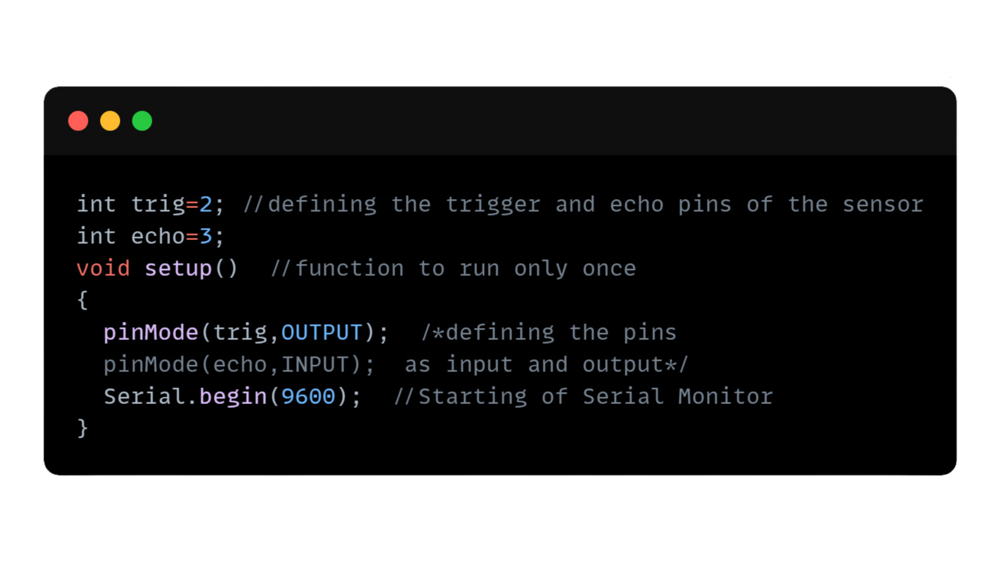 int trig=2; //defining the trigger and echo pins of the sensor
int echo=3;
void setup()  //function to run only once
{
  pinMode(trig,OUTPUT);  /*defining the pins
  pinMode(echo,INPUT);  as input and output*/
  Serial.begin(9600);  //Starting of Serial Monitor
}